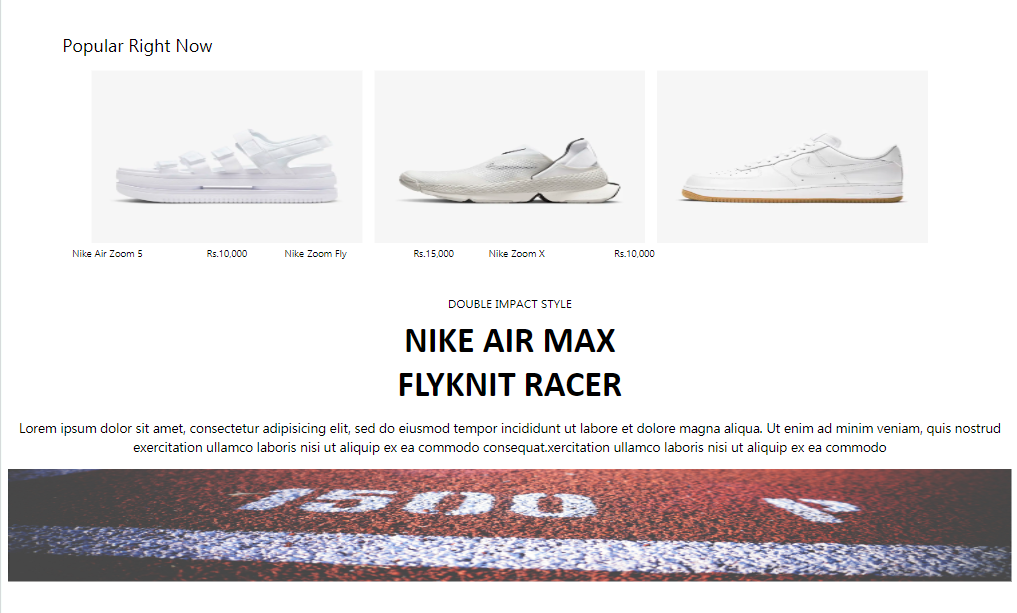 Popular Right Now
Nike Air Zoom 5 Rs.10,000 Nike Zoom Fly Rs.15,000 Nike Zoom X Rs.10,000
DOUBLE IMPACT STYLE
NIKE AIR MAX
FLYKNIT RACER
Lorem ipsum dolor sit amet, consectetur adipisicing elit, sed do eiusmod tempor incididunt ut labore et dolore magna aliqua. Ut enim ad minim veniam, quis nostrud
exercitation ullamco laboris nisi ut aliquip ex ea commodo consequat.xercitation ullamco laboris nisi ut aliquip ex ea commodo
1500